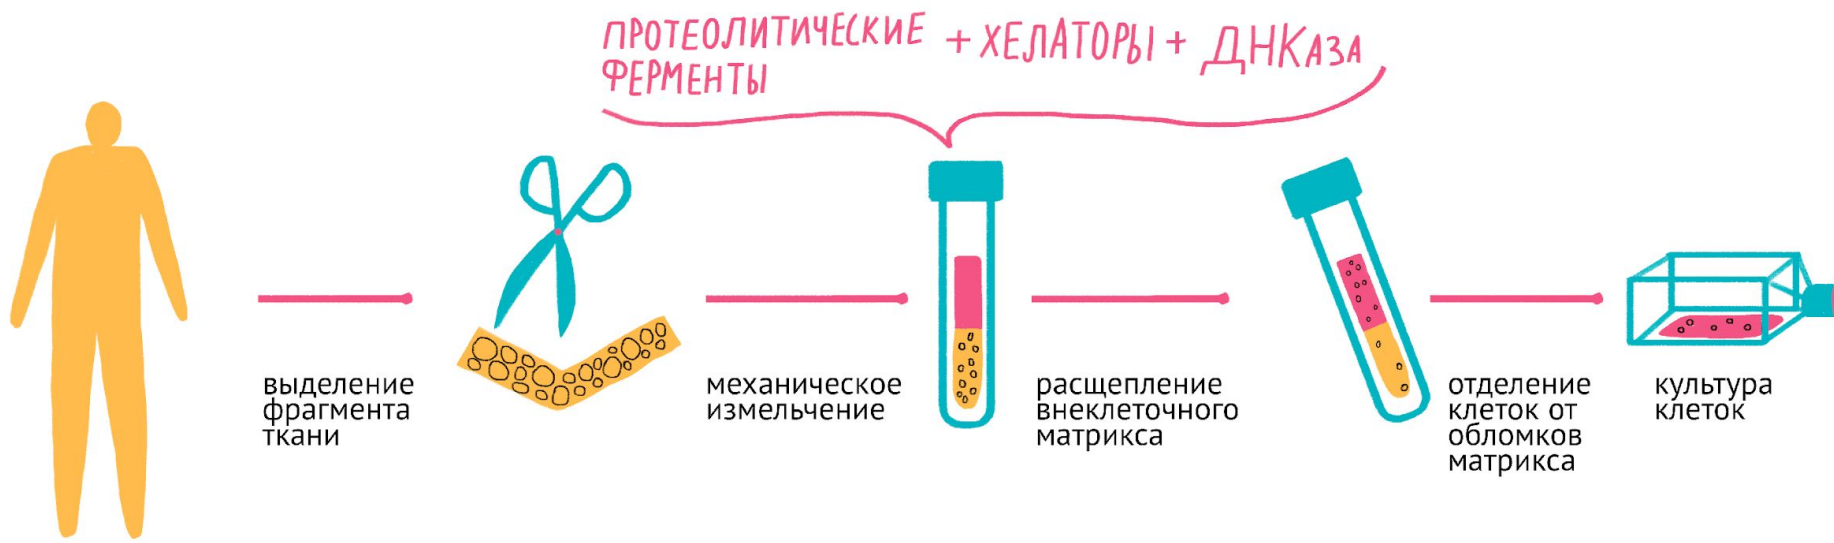 ПРОТЕОЛИТИЧЕСКИЕ + ХЕЛАТОРЫ + ДНКАЗА
ФЕРМЕНТЫ
выделение
фрагмента
ткани
механическое
измельчение
расщепление
внеклеточного
матрикса
отделение
клеток от
обломков
матрикса
культура
клеток